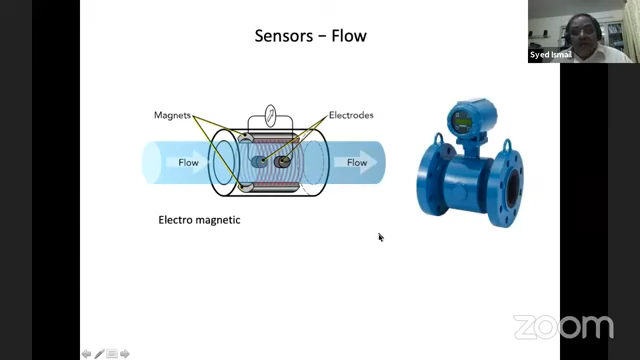 Sensors – Flow
Syed Ismail
Magnets
Electrodes
Flow
Flow
Electro magnetic
zoom